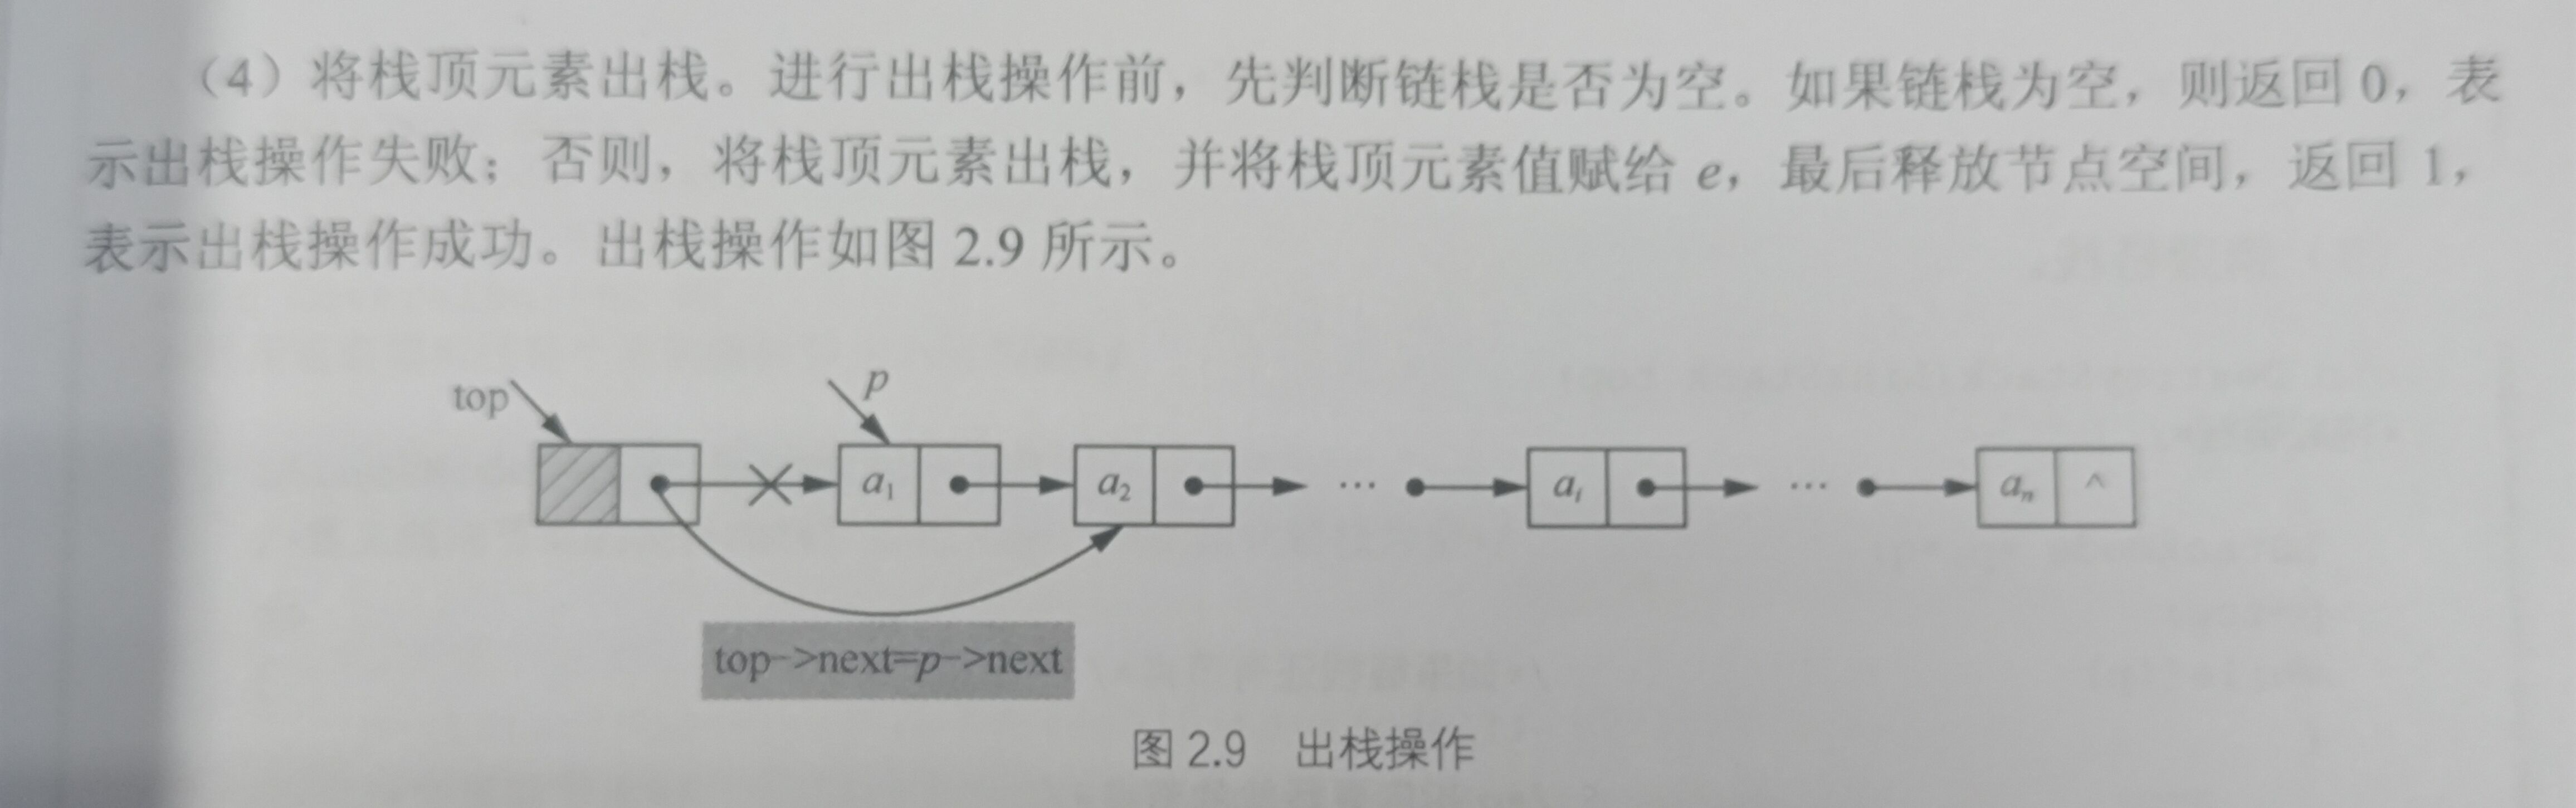 （4）将栈顶元素出栈。进行出栈操作前，先判断链栈是否为空。如果链栈为空，则返回 0，表
示出栈操作失败；否则，将栈顶元素出栈，并将栈顶元素值赋给 e，最后释放节点空间，返回 1，
表示出栈操作成功。出栈操作如图 2.9 所示。
top p
a₁ a₂ … aᵢ … aₙ ^
top->next=p->next
图 2.9 出栈操作